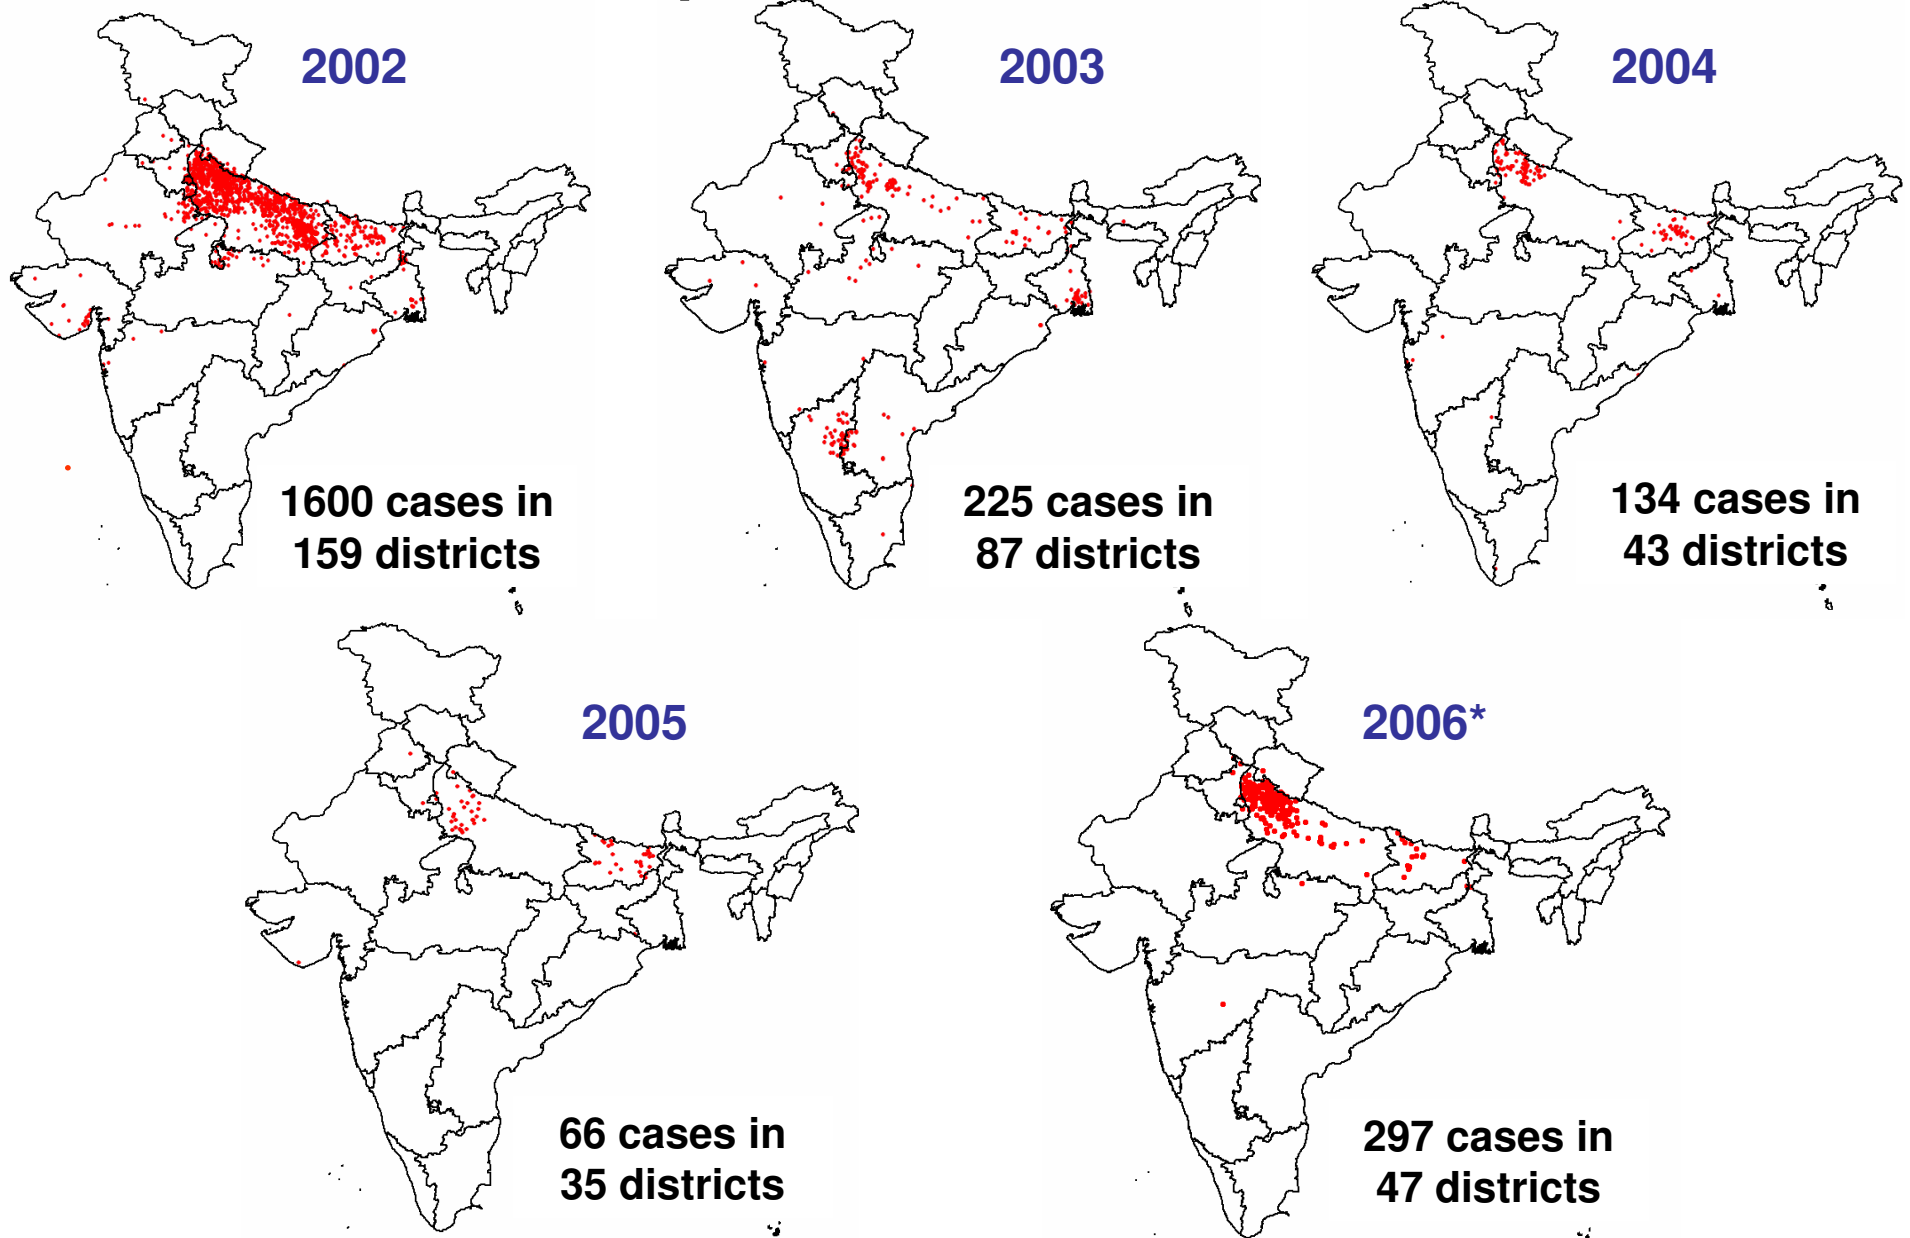 2002
1600 cases in
159 districts
2003
225 cases in
87 districts
2004
134 cases in
43 districts
2005
66 cases in
35 districts
2006*
297 cases in
47 districts